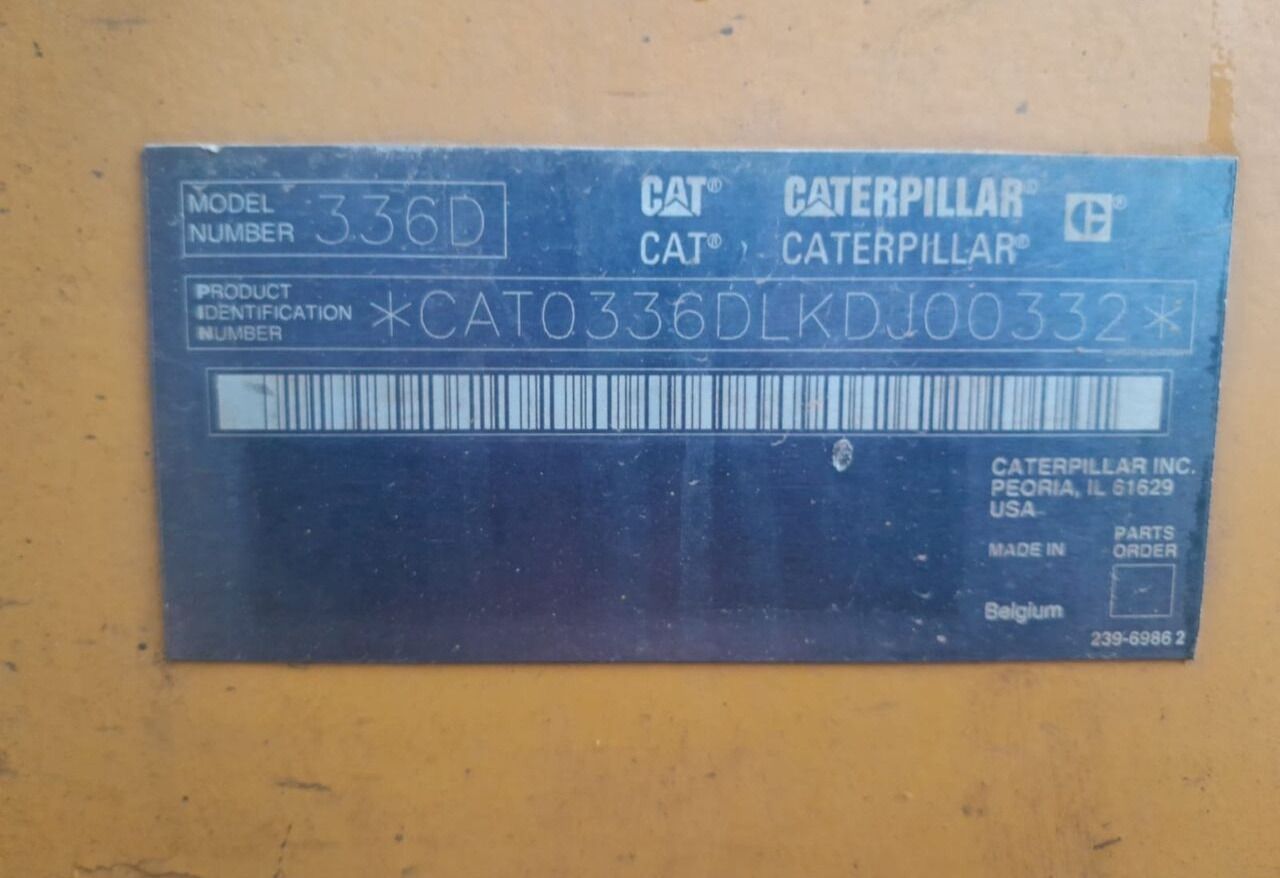 MODEL NUMBER 336D
CAT® CATERPILLAR® C®
CAT® CATERPILLAR®
PRODUCT IDENTIFICATION NUMBER *CAT0336DLKDJ00332*
CATERPILLAR INC.
PEORIA, IL 61629
USA
MADE IN
PARTS ORDER
Belgium
239-6986 2